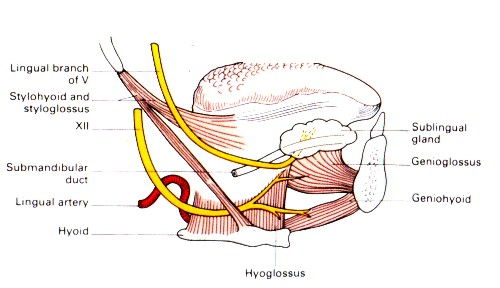 Lingual branch
of V
Stylohyoid and
styloglossus
XII
Submandibular
duct
Lingual artery
Hyoid
Sublingual
gland
Genioglossus
Geniohyoid
Hyoglossus